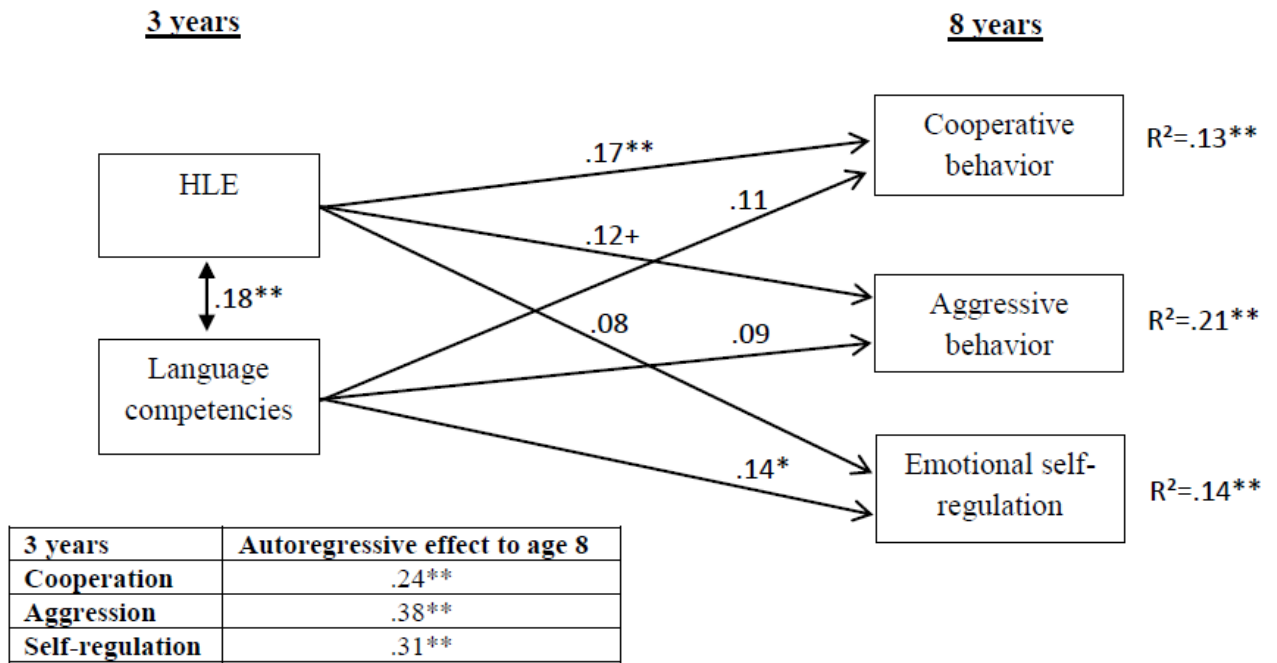 3 years
8 years
Cooperative
behavior
R²=.13**
.17**
HLE
.11
.12+
.18**
Aggressive
behavior
R²=.21**
.08
.09
Language
competencies
.14*
Emotional self-
regulation
R²=.14**
3 years Autoregressive effect to age 8
Cooperation .24**
Aggression .38**
Self-regulation .31**